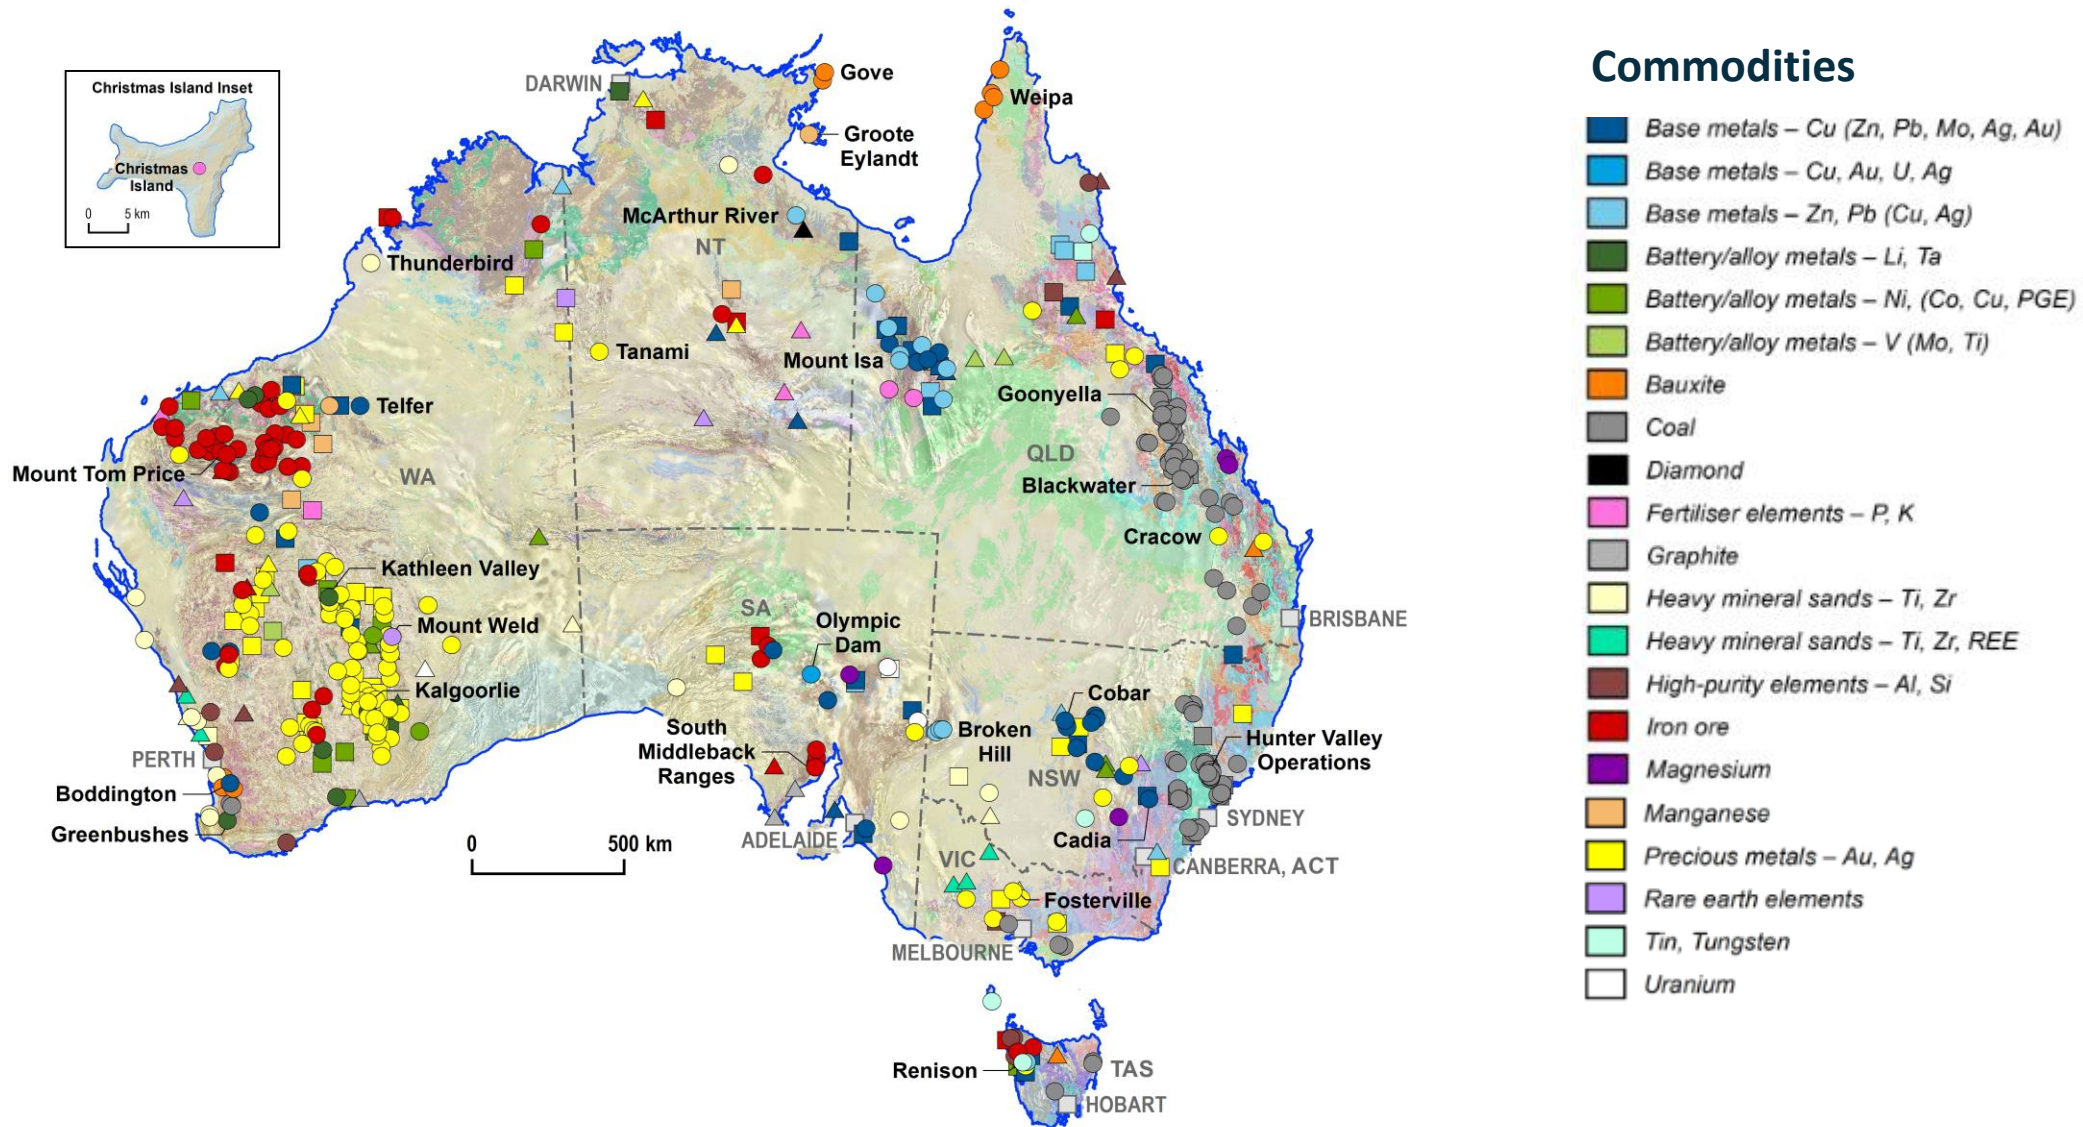 Christmas Island Inset
Christmas
Island
0 5 km
DARWIN
Gove
Weipa
Groote
Eylandt
McArthur River
NT
Thunderbird
Tanami
Mount Isa
Goonyella
Telfer
QLD
Mount Tom Price
WA
Blackwater
Cracow
Kathleen Valley
SA
Olympic
Dam
BRISBANE
Mount Weld
Kalgoorlie
Cobar
South
Middleback
Ranges
Broken
Hill
Hunter Valley
Operations
PERTH
NSW
Boddington
Greenbushes
0 500 km
ADELAIDE
SYDNEY
Cadia
VIC
CANBERRA, ACT
Fosterville
MELBOURNE
Renison
TAS
HOBART
Commodities
Base metals – Cu (Zn, Pb, Mo, Ag, Au)
Base metals – Cu, Au, U, Ag
Base metals – Zn, Pb (Cu, Ag)
Battery/alloy metals – Li, Ta
Battery/alloy metals – Ni, (Co, Cu, PGE)
Battery/alloy metals – V (Mo, Ti)
Bauxite
Coal
Diamond
Fertiliser elements – P, K
Graphite
Heavy mineral sands – Ti, Zr
Heavy mineral sands – Ti, Zr, REE
High-purity elements – Al, Si
Iron ore
Magnesium
Manganese
Precious metals – Au, Ag
Rare earth elements
Tin, Tungsten
Uranium